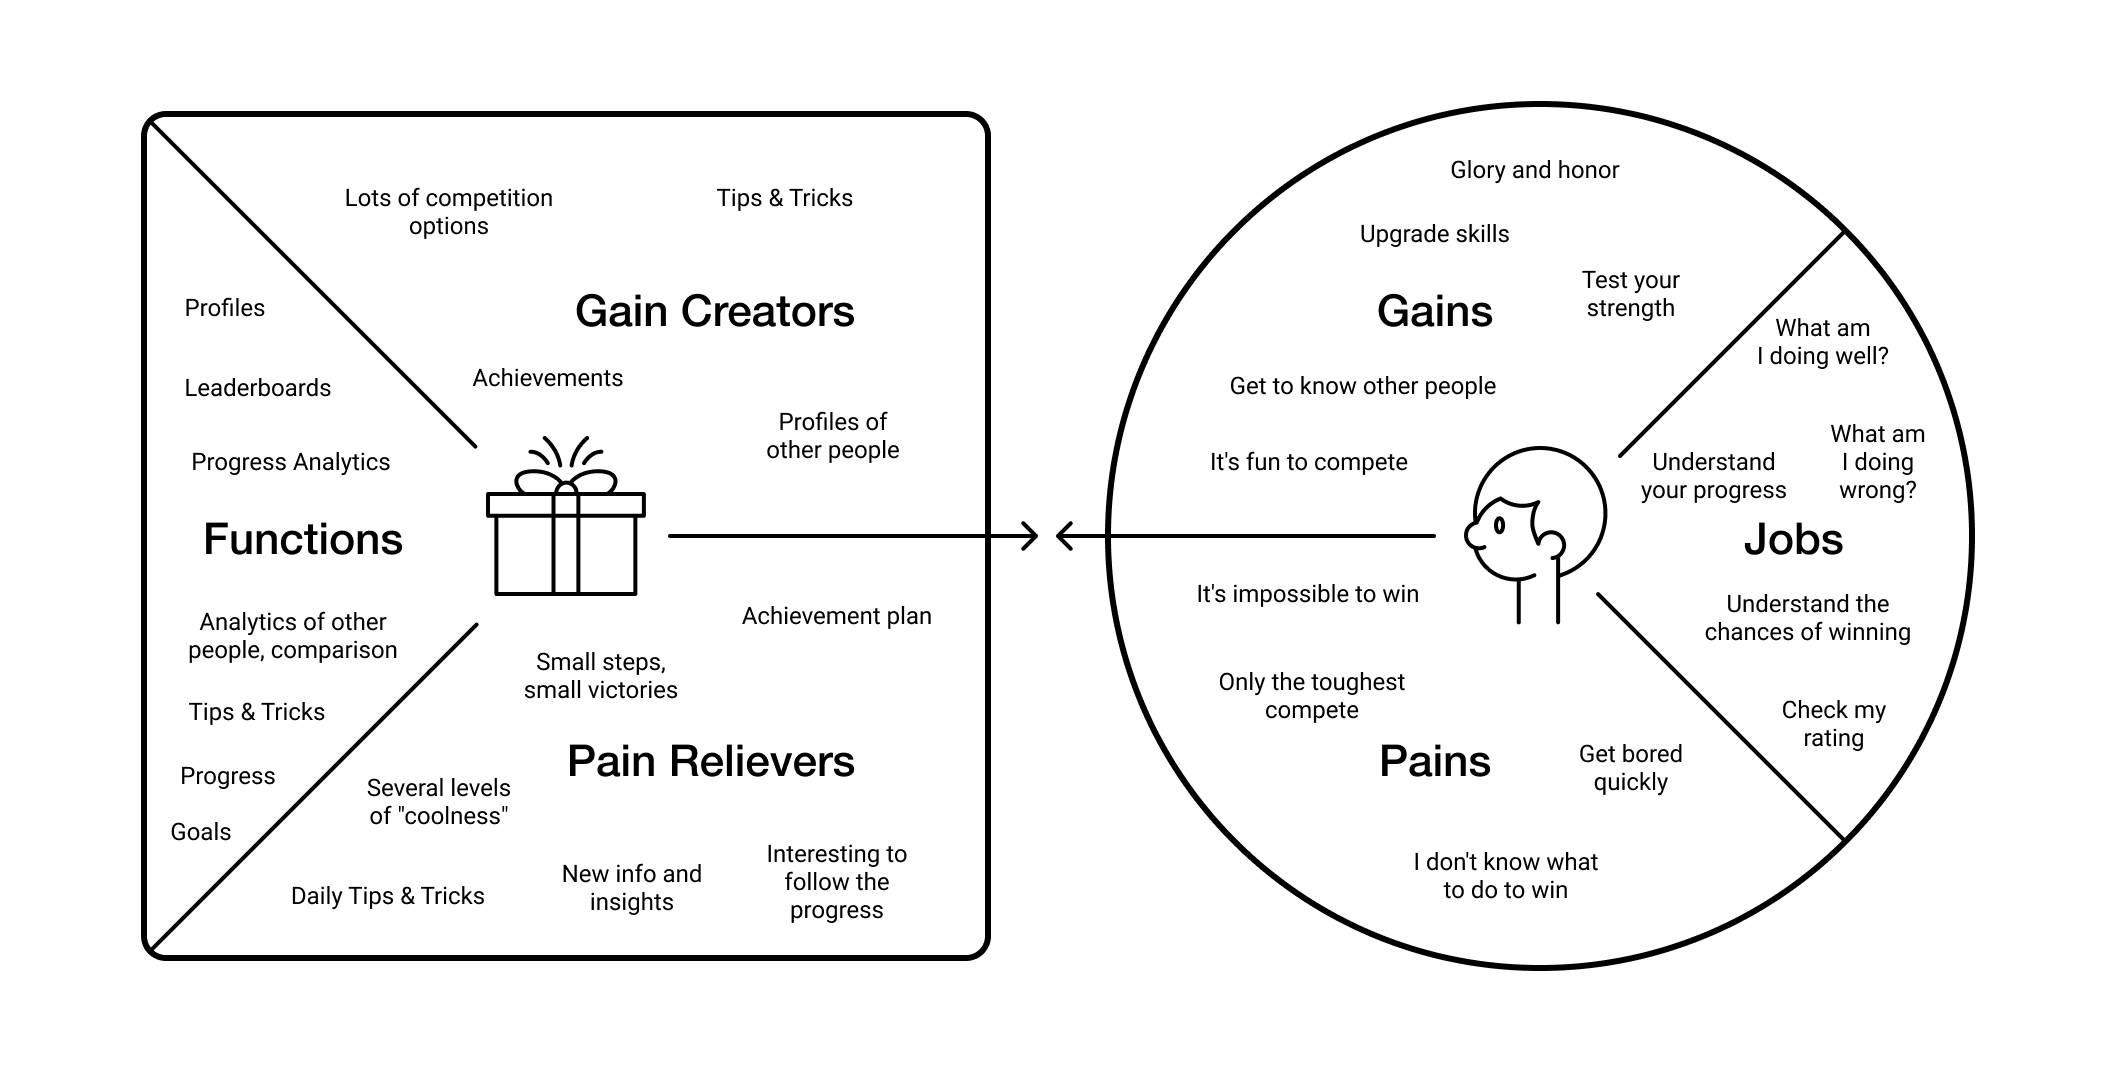 Lots of competition
options
Tips & Tricks
Gain Creators
Achievements
Profiles of
other people
Profiles
Leaderboards
Progress Analytics
Functions
Analytics of other
people, comparison
Tips & Tricks
Progress
Goals
Achievement plan
Small steps,
small victories
Pain Relievers
Several levels
of "coolness"
Daily Tips & Tricks
New info and
insights
Interesting to
follow the
progress
Glory and honor
Upgrade skills
Test your
strength
Gains
Get to know other people
It's fun to compete
What am
I doing well?
What am
I doing
wrong?
Understand
your progress
Jobs
Understand the
chances of winning
Check my
rating
It's impossible to win
Only the toughest
compete
Pains
Get bored
quickly
I don't know what
to do to win